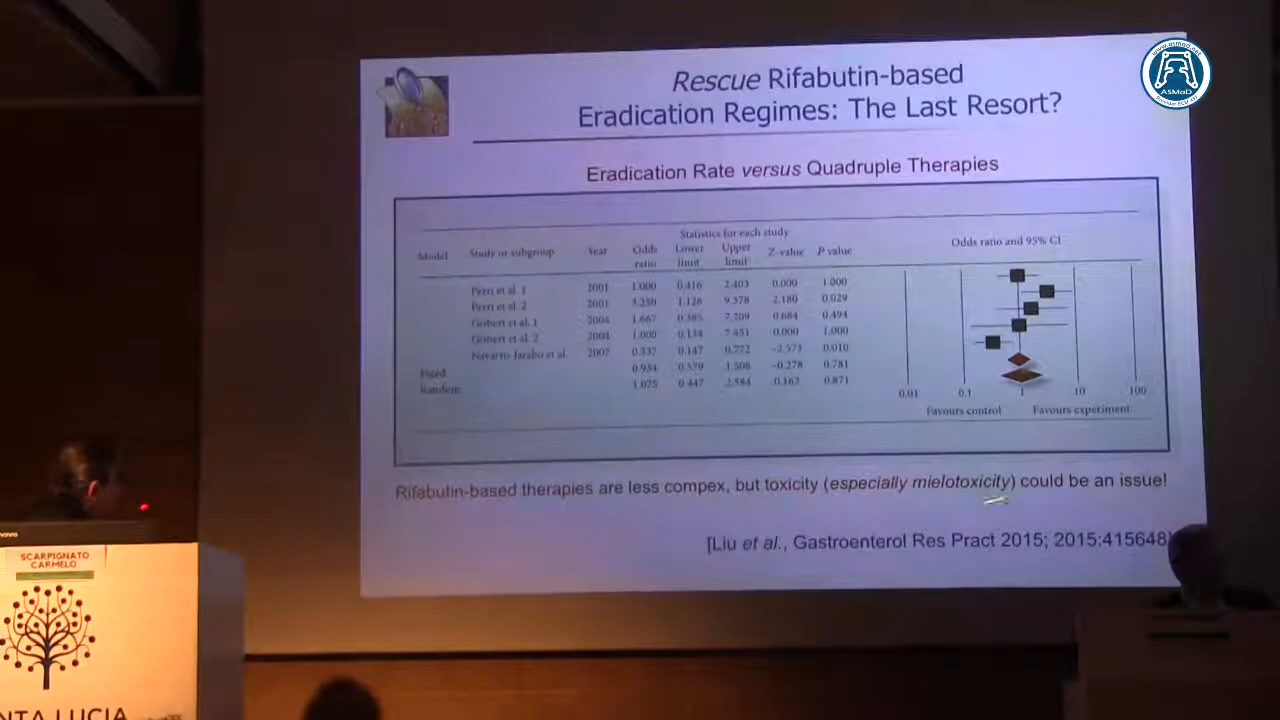 www.asmad.net
ASMaD
Provider ECM
Rescue Rifabutin-based
Eradication Regimes: The Last Resort?
Eradication Rate versus Quadruple Therapies
Statistics for each study
Model Study or subgroup Year Odds ratio Lower limit Upper limit Z-value P value Odds ratio and 95% CI
Perri et al. 1 2001 1.000 0.416 2.403 0.000 1.000
Perri et al. 2 2001 1.126 9.378 2.180 0.029
Gisbert et al. 1 1.667 0.385 7.209 0.684 0.494
Gisbert et al. 2 1.000 0.134 7.451 0.000 1.000
Navarro-Jarabo et al. 2007 0.337 0.147 0.772 −2.573 0.010
Fixed 0.934 0.579 1.508 −0.278 0.781
Random 1.075 0.447 2.584 0.162 0.871
0.01 0.1 1 10 100
Favours control Favours experiment
Rifabutin-based therapies are less compex, but toxicity (especially mielotoxicity) could be an issue!
[Liu et al., Gastroenterol Res Pract 2015; 2015:415648]
SCARPIGNATO
CARMELO
NTA LUCIA